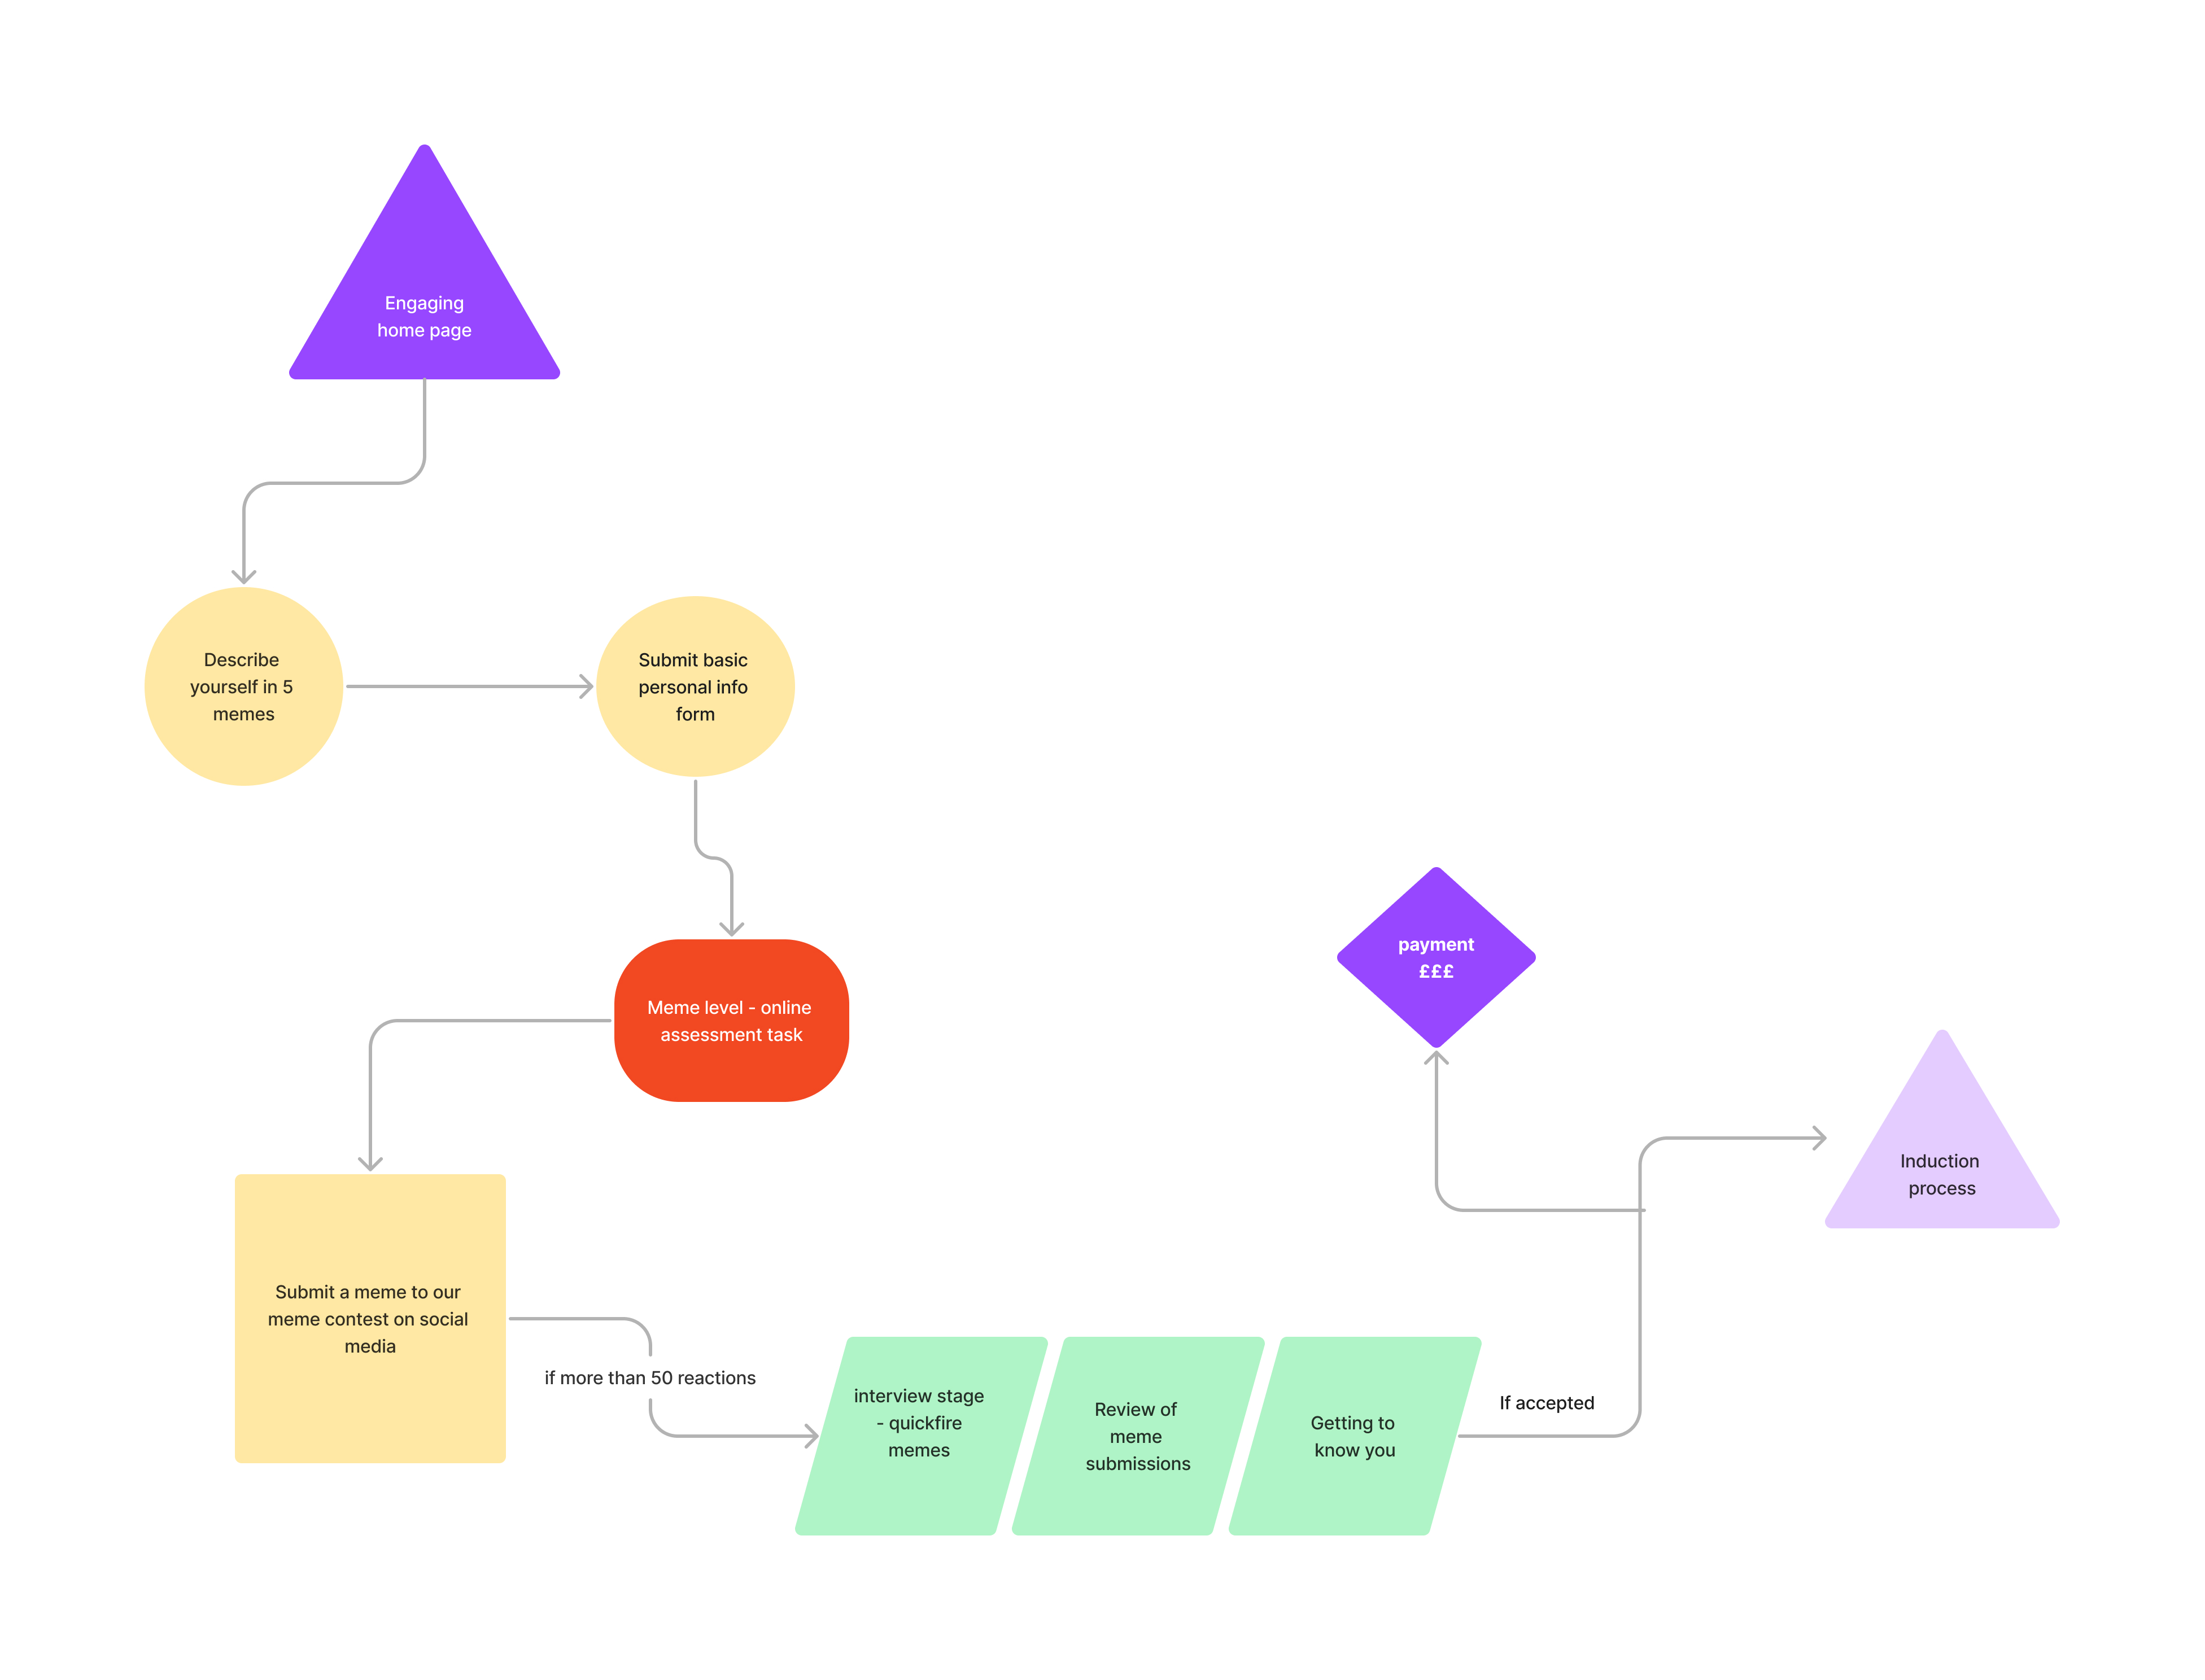 Engaging
home page
Describe
yourself in 5
memes
Submit basic
personal info
form
Meme level - online
assessment task
payment
£££
Induction
process
Submit a meme to our
meme contest on social
media
if more than 50 reactions
interview stage
- quickfire
memes
Review of
meme
submissions
Getting to
know you
If accepted